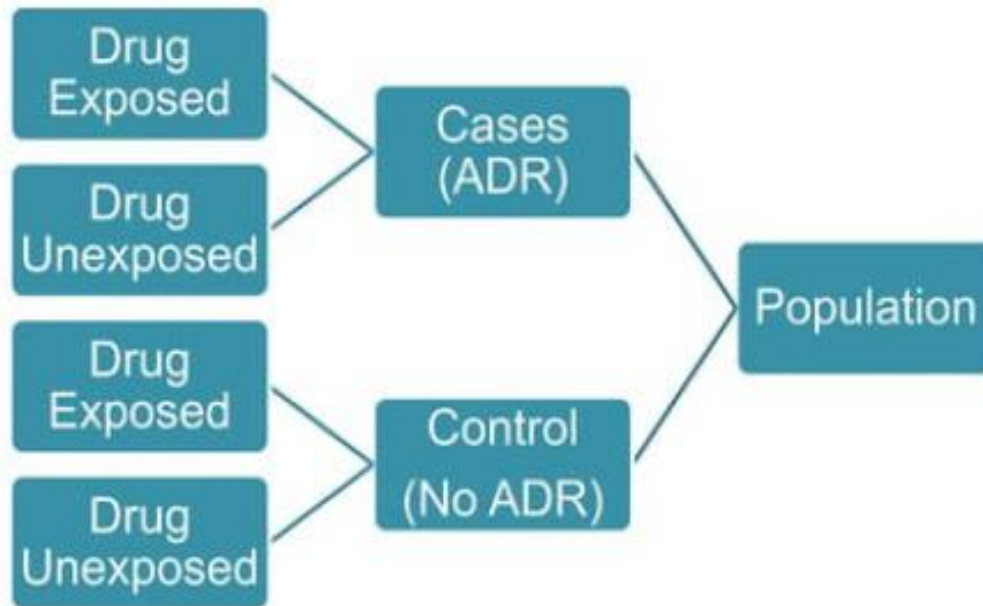 Drug
Exposed
Drug
Unexposed
Drug
Exposed
Drug
Unexposed
Cases
(ADR)
Control
(No ADR)
Population